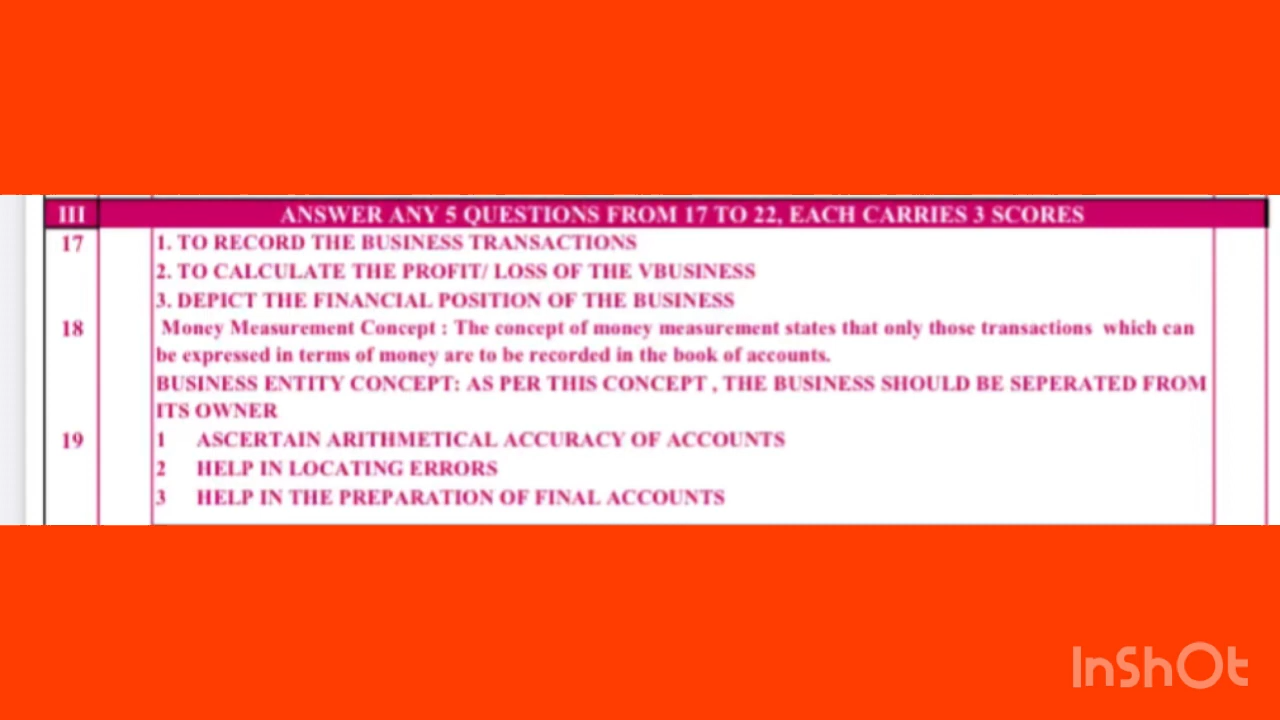 III ANSWER ANY 5 QUESTIONS FROM 17 TO 22, EACH CARRIES 3 SCORES
17 1. TO RECORD THE BUSINESS TRANSACTIONS
2. TO CALCULATE THE PROFIT/ LOSS OF THE VBUSINESS
3. DEPICT THE FINANCIAL POSITION OF THE BUSINESS
18 Money Measurement Concept : The concept of money measurement states that only those transactions which can
be expressed in terms of money are to be recorded in the book of accounts.
BUSINESS ENTITY CONCEPT: AS PER THIS CONCEPT , THE BUSINESS SHOULD BE SEPERATED FROM
ITS OWNER
19 1 ASCERTAIN ARITHMETICAL ACCURACY OF ACCOUNTS
2 HELP IN LOCATING ERRORS
3 HELP IN THE PREPARATION OF FINAL ACCOUNTS
InShOt